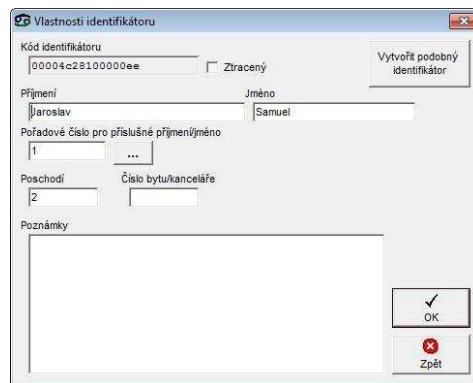 Vlastnosti identifikátoru
Kód identifikátoru
00004c28100000ee
Ztracený
Vytvořit podobný
identifikátor
Příjmení
Jméno
Jaroslav
Samuel
Pořadové číslo pro příslušné příjmení/jméno
1
...
Poschodí
Číslo bytu/kanceláře
2
Poznámky
OK
Zpět